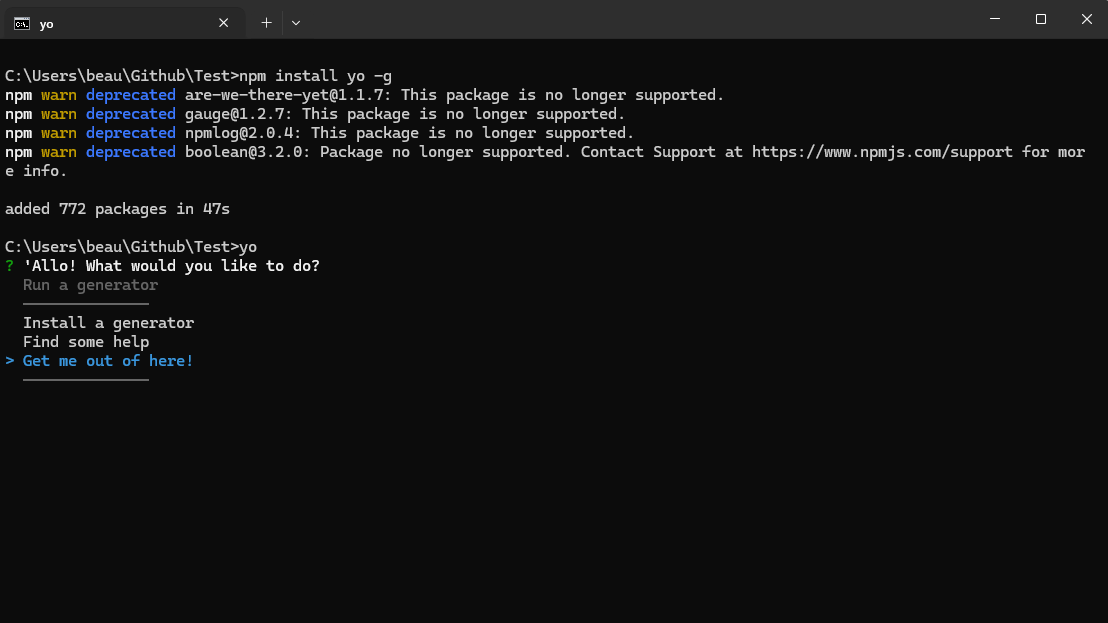 yo
C:\Users\beau\Github\Test>npm install yo -g
npm warn deprecated are-we-there-yet@1.1.7: This package is no longer supported.
npm warn deprecated gauge@1.2.7: This package is no longer supported.
npm warn deprecated npmlog@2.0.4: This package is no longer supported.
npm warn deprecated boolean@3.2.0: Package no longer supported. Contact Support at https://www.npmjs.com/support for mor
e info.
added 772 packages in 47s
C:\Users\beau\Github\Test>yo
? 'Allo! What would you like to do?
Run a generator
Install a generator
Find some help
> Get me out of here!